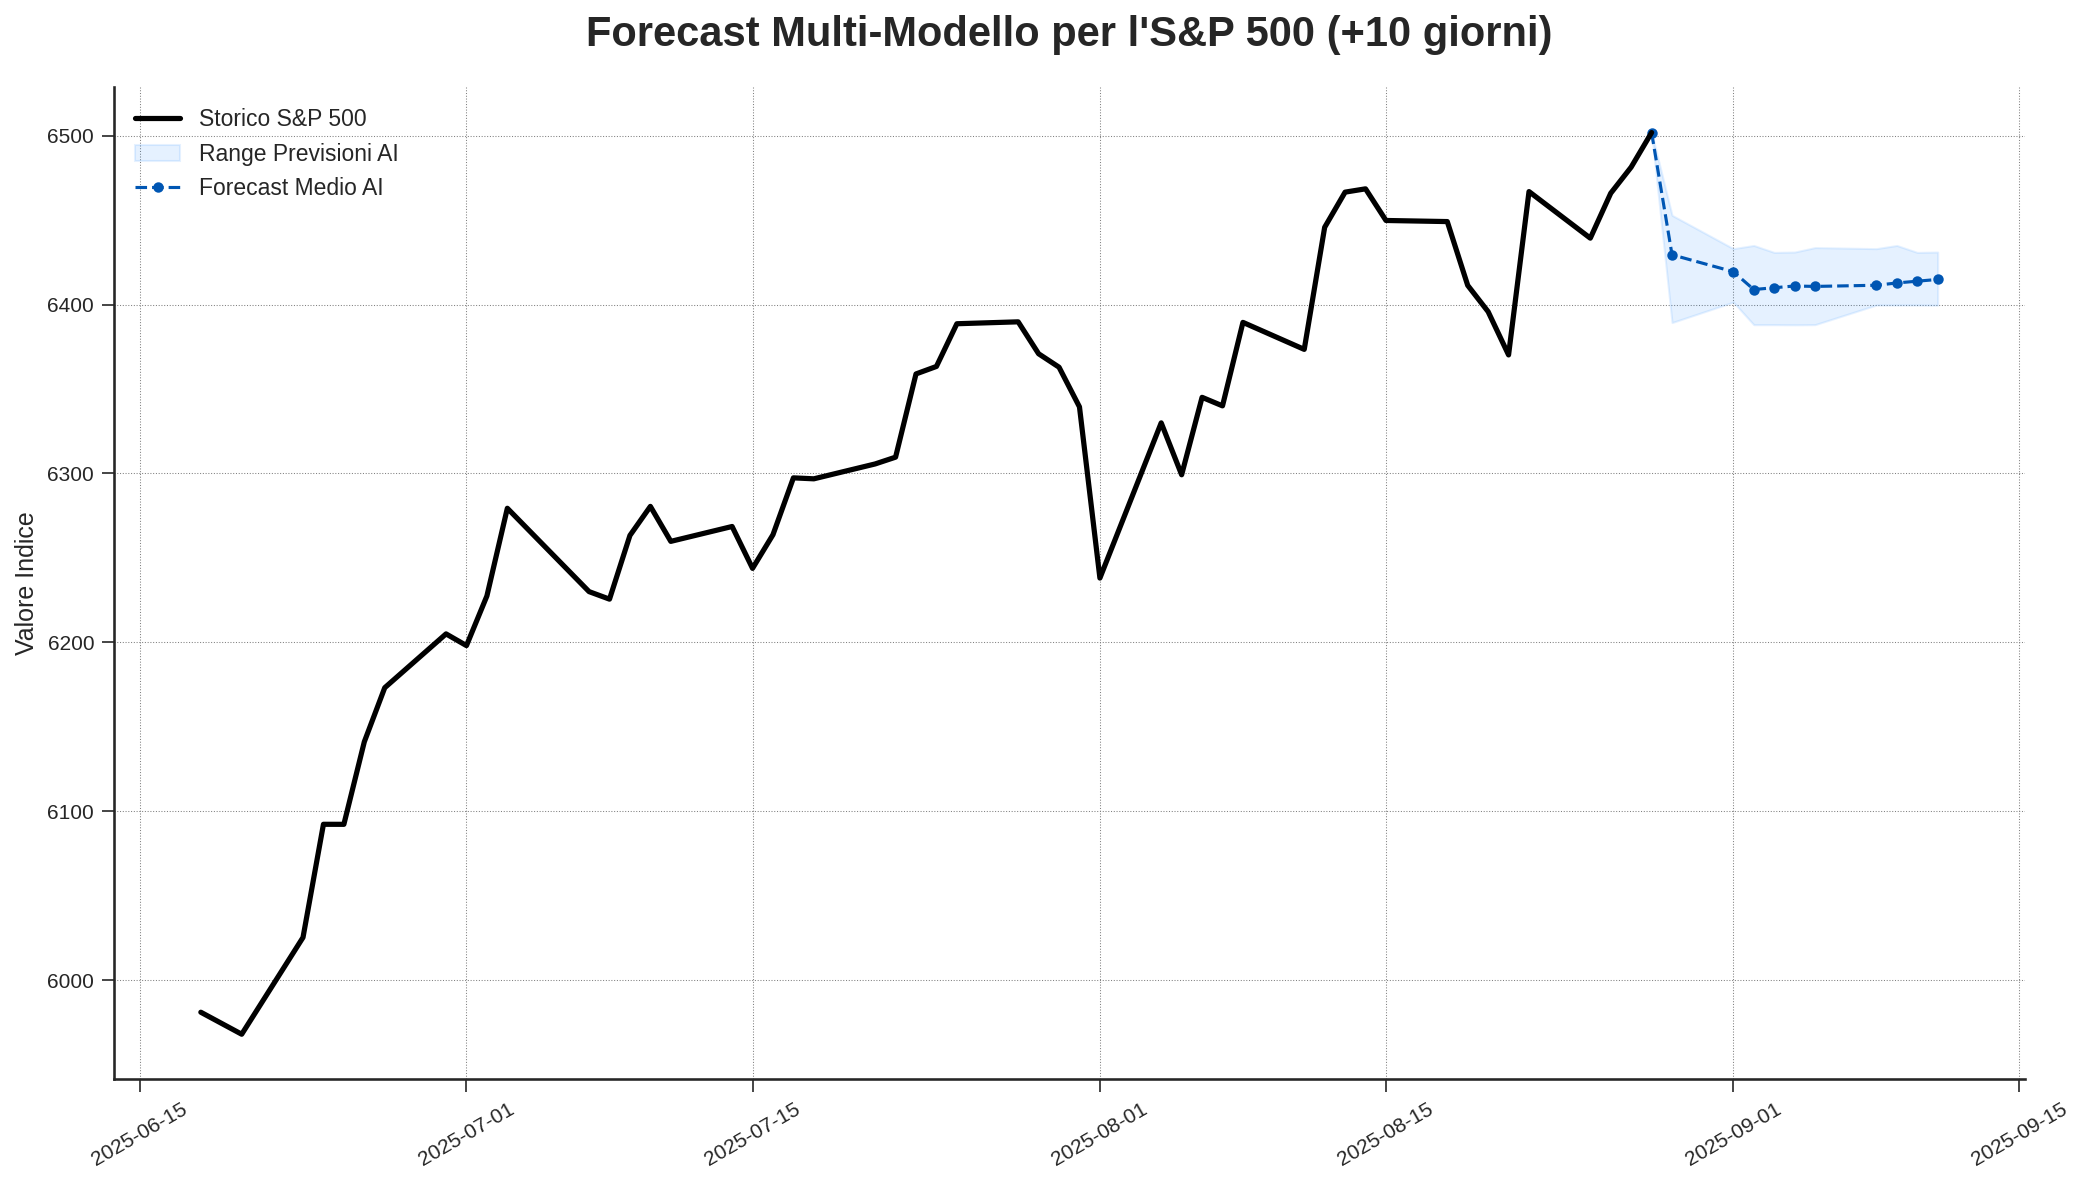 Forecast Multi-Modello per l'S&P 500 (+10 giorni)
Storico S&P 500
Range Previsioni AI
Forecast Medio AI
Valore Indice
6500
6400
6300
6200
6100
6000
2025-06-15
2025-07-01
2025-07-15
2025-08-01
2025-08-15
2025-09-01
2025-09-15